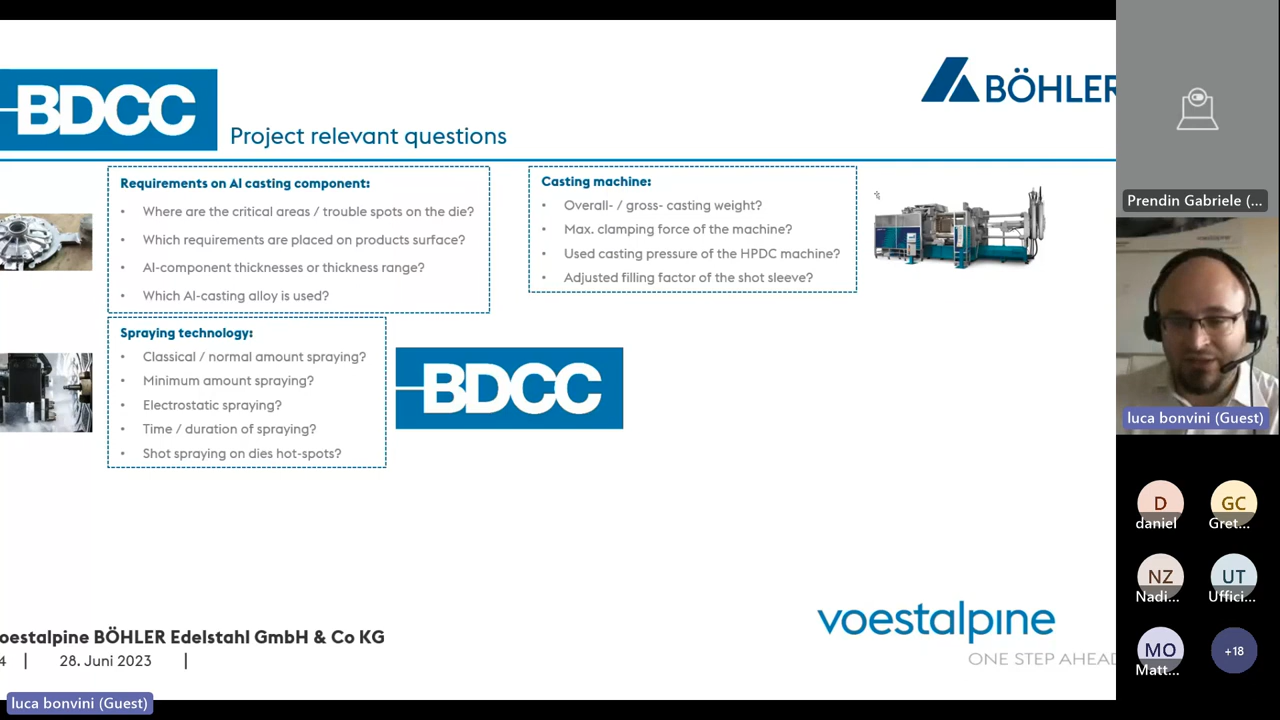 BDCC
BÖHLER
Project relevant questions
Requirements on Al casting component:
• Where are the critical areas / trouble spots on the die?
• Which requirements are placed on products surface?
• Al-component thicknesses or thickness range?
• Which Al-casting alloy is used?
Casting machine:
• Overall- / gross- casting weight?
• Max. clamping force of the machine?
• Used casting pressure of the HPDC machine?
• Adjusted filling factor of the shot sleeve?
Spraying technology:
• Classical / normal amount spraying?
• Minimum amount spraying?
• Electrostatic spraying?
• Time / duration of spraying?
• Shot spraying on dies hot-spots?
BDCC
oestalpine BÖHLER Edelstahl GmbH & Co KG
4 | 28. Juni 2023 |
voestalpine
ONE STEP AHEAD
luca bonvini (Guest)
Prendin Gabriele (...
luca bonvini (Guest)
D
daniel
GC
Gret...
NZ
Nadi...
UT
Uffici...
MO
Matt...
+18